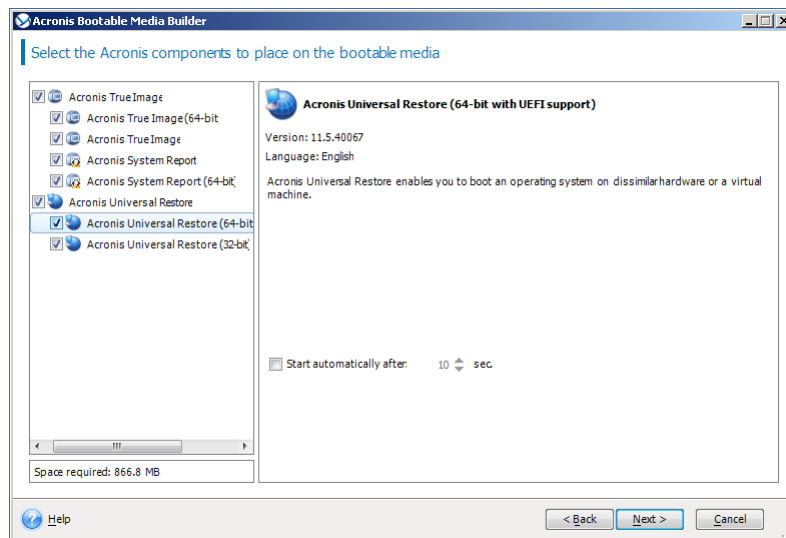 Acronis Bootable Media Builder
Select the Acronis components to place on the bootable media
Acronis True Image
Acronis True Image (64-bit
Acronis True Image
Acronis System Report
Acronis System Report (64-bit)
Acronis Universal Restore
Acronis Universal Restore (64-bit
Acronis Universal Restore (32-bit)
Space required: 866.8 MB
Acronis Universal Restore (64-bit with UEFI support)
Version: 11.5.40067
Language: English
Acronis Universal Restore enables you to boot an operating system on dissimilar hardware or a virtual
machine.
Start automatically after: 10 sec.
Help
< Back
Next >
Cancel